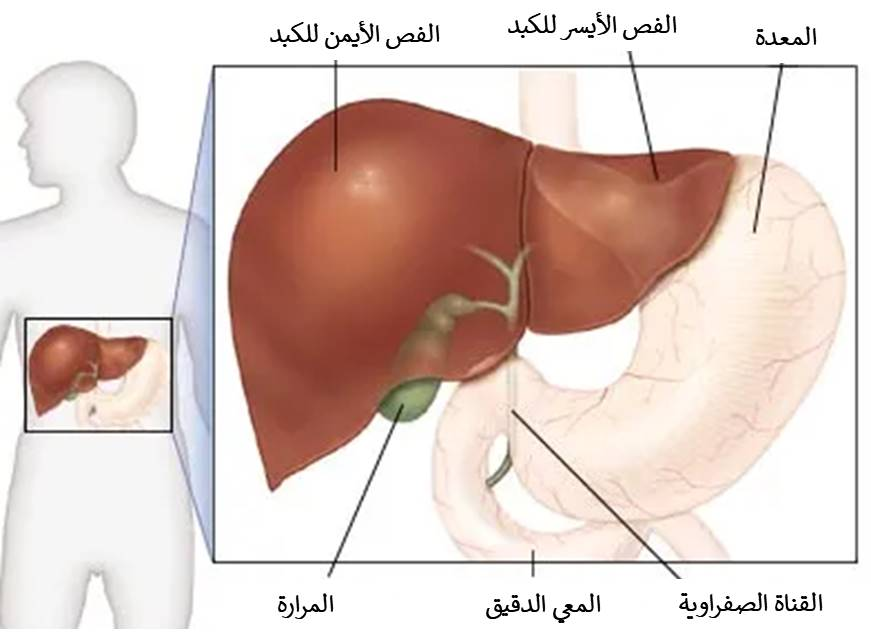 المعدة
الفص الأيسر للكبد
الفص الأيمن للكبد
القناة الصفراوية
المعي الدقيق
المرارة